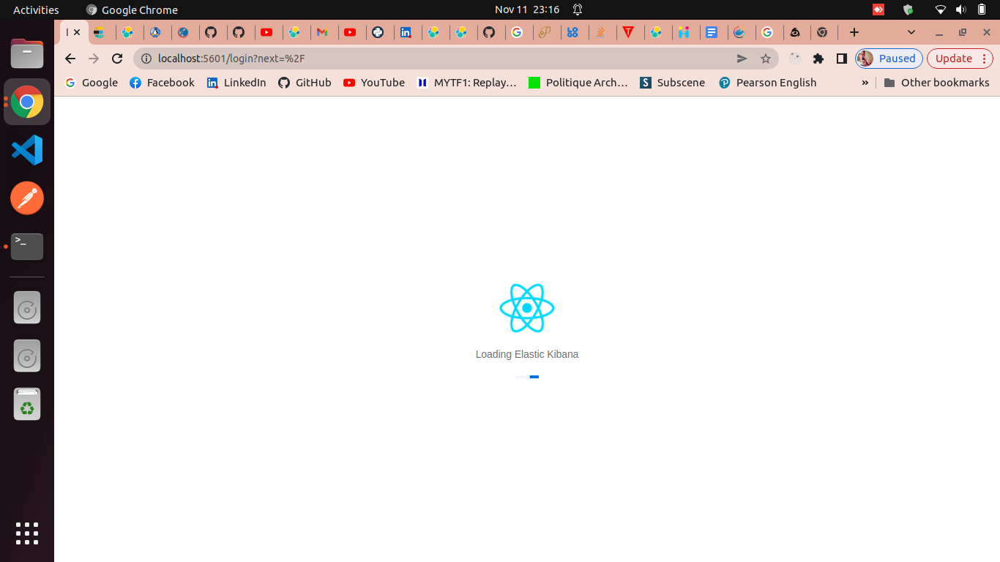 Activities
Google Chrome
Nov 11 23:16
localhost:5601/login?next=%2F
Paused
Update
Google
Facebook
LinkedIn
GitHub
YouTube
MYTF1: Replay…
Politique Arch…
Subscene
Pearson English
»
Other bookmarks
>_
Loading Elastic Kibana